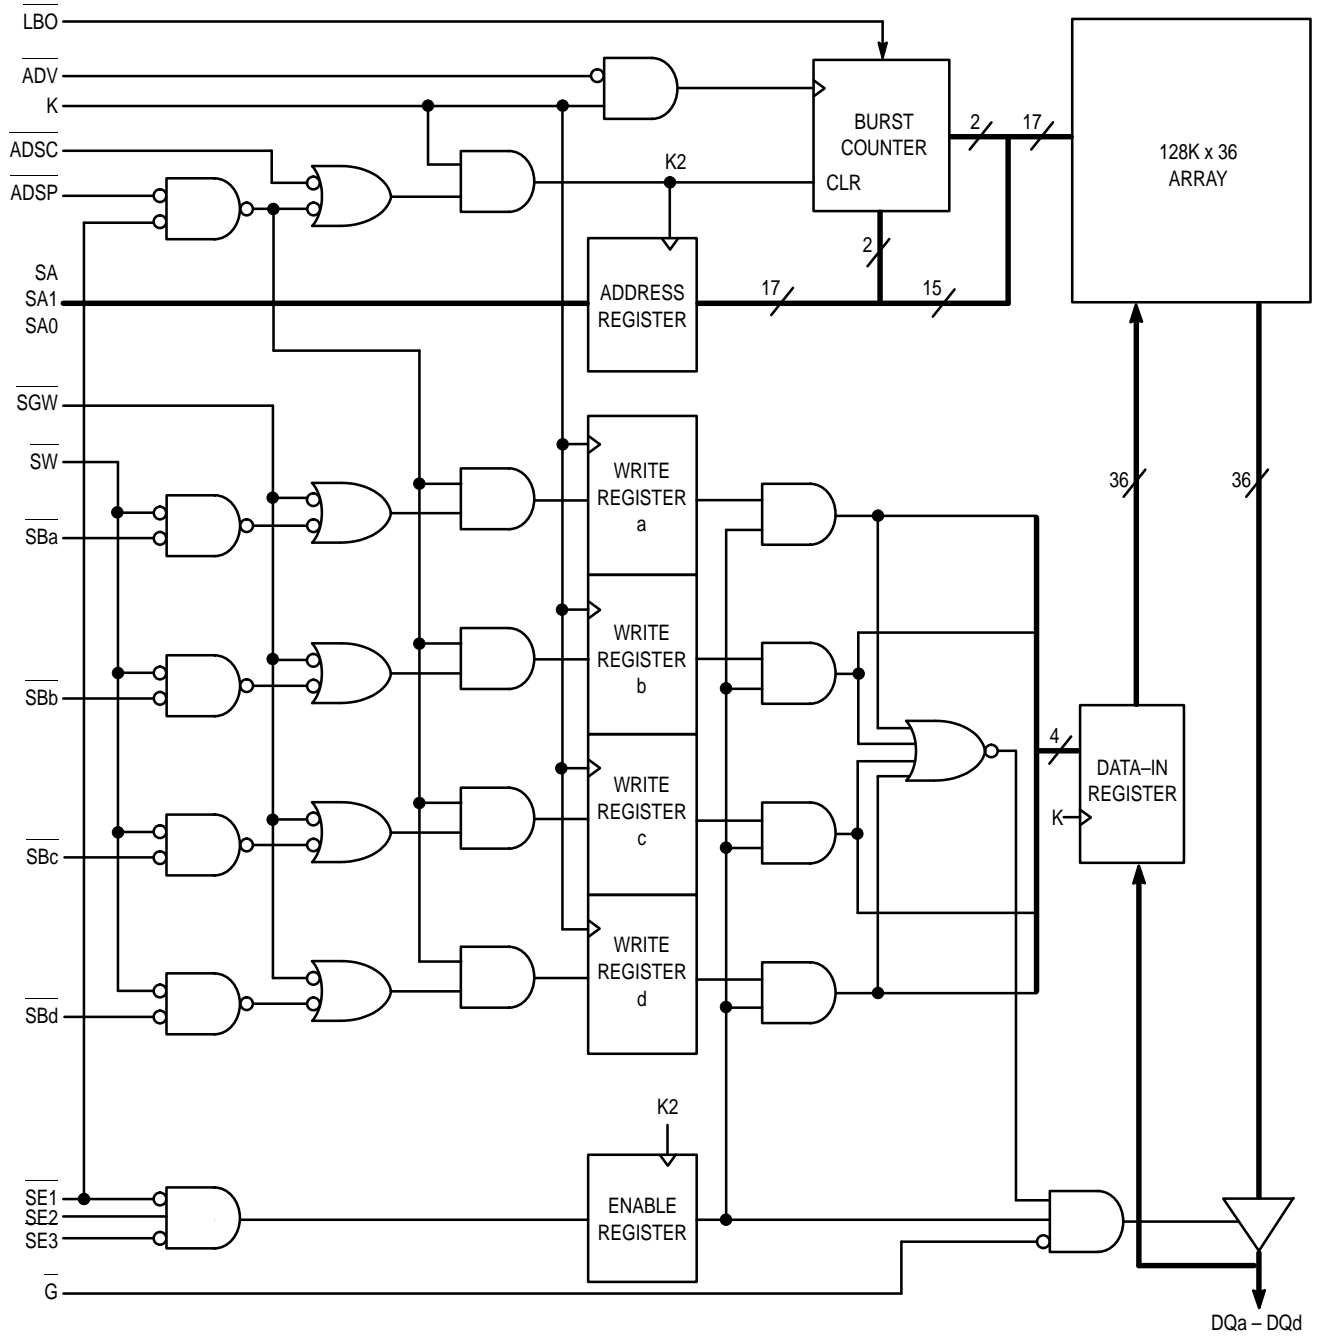 LBO
ADV
K
ADSC
ADSP
K2
BURST
COUNTER
CLR
2
17
128K x 36
ARRAY
2
SA
SA1
SA0
ADDRESS
REGISTER
17
15
SGW
SW
SBa
WRITE
REGISTER
a
36
36
SBb
WRITE
REGISTER
b
4
DATA–IN
REGISTER
K
SBc
WRITE
REGISTER
c
SBd
WRITE
REGISTER
d
K2
SE1
SE2
SE3
ENABLE
REGISTER
G
DQa – DQd